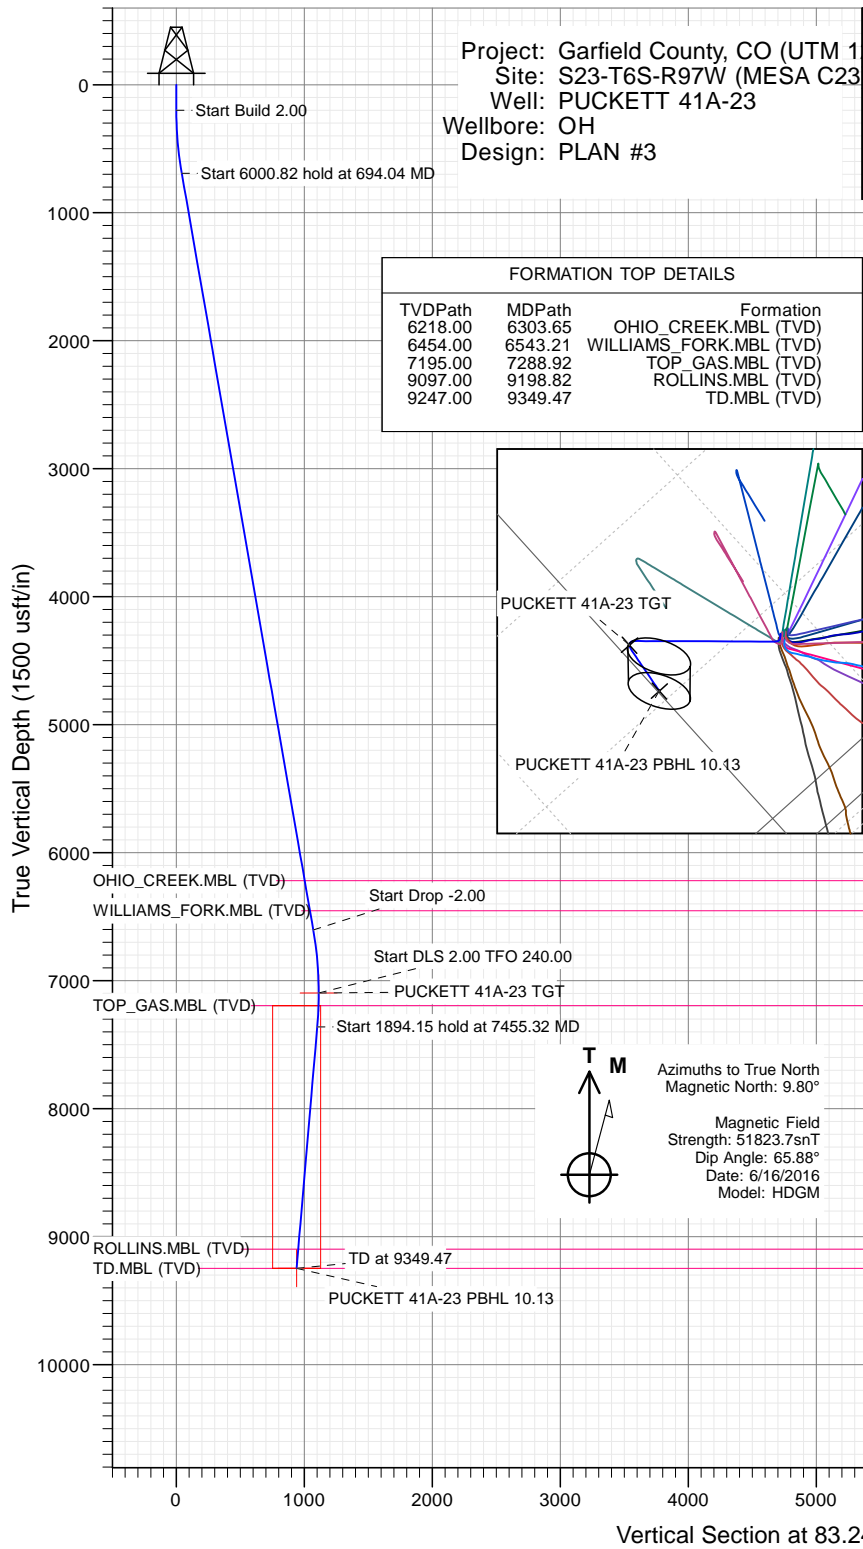 Project: Garfield County, CO (UTM 1
Site: S23-T6S-R97W (MESA C23
Well: PUCKETT 41A-23
Wellbore: OH
Design: PLAN #3
0
Start Build 2.00
Start 6000.82 hold at 694.04 MD
1000
FORMATION TOP DETAILS
TVDPath MDPath Formation
6218.00 6303.65 OHIO_CREEK.MBL (TVD)
6454.00 6543.21 WILLIAMS_FORK.MBL (TVD)
7195.00 7288.92 TOP_GAS.MBL (TVD)
9097.00 9198.82 ROLLINS.MBL (TVD)
9247.00 9349.47 TD.MBL (TVD)
2000
3000
4000
PUCKETT 41A-23 TGT
PUCKETT 41A-23 PBHL 10.13
True Vertical Depth (1500 usft/in)
5000
6000
OHIO_CREEK.MBL (TVD)
Start Drop -2.00
WILLIAMS_FORK.MBL (TVD)
Start DLS 2.00 TFO 240.00
7000
PUCKETT 41A-23 TGT
TOP_GAS.MBL (TVD)
Start 1894.15 hold at 7455.32 MD
T M
Azimuths to True North
Magnetic North: 9.80°
Magnetic Field
Strength: 51823.7snT
Dip Angle: 65.88°
Date: 6/16/2016
Model: HDGM
8000
9000
ROLLINS.MBL (TVD)
TD at 9349.47
TD.MBL (TVD)
PUCKETT 41A-23 PBHL 10.13
10000
0 1000 2000 3000 4000 5000
Vertical Section at 83.24